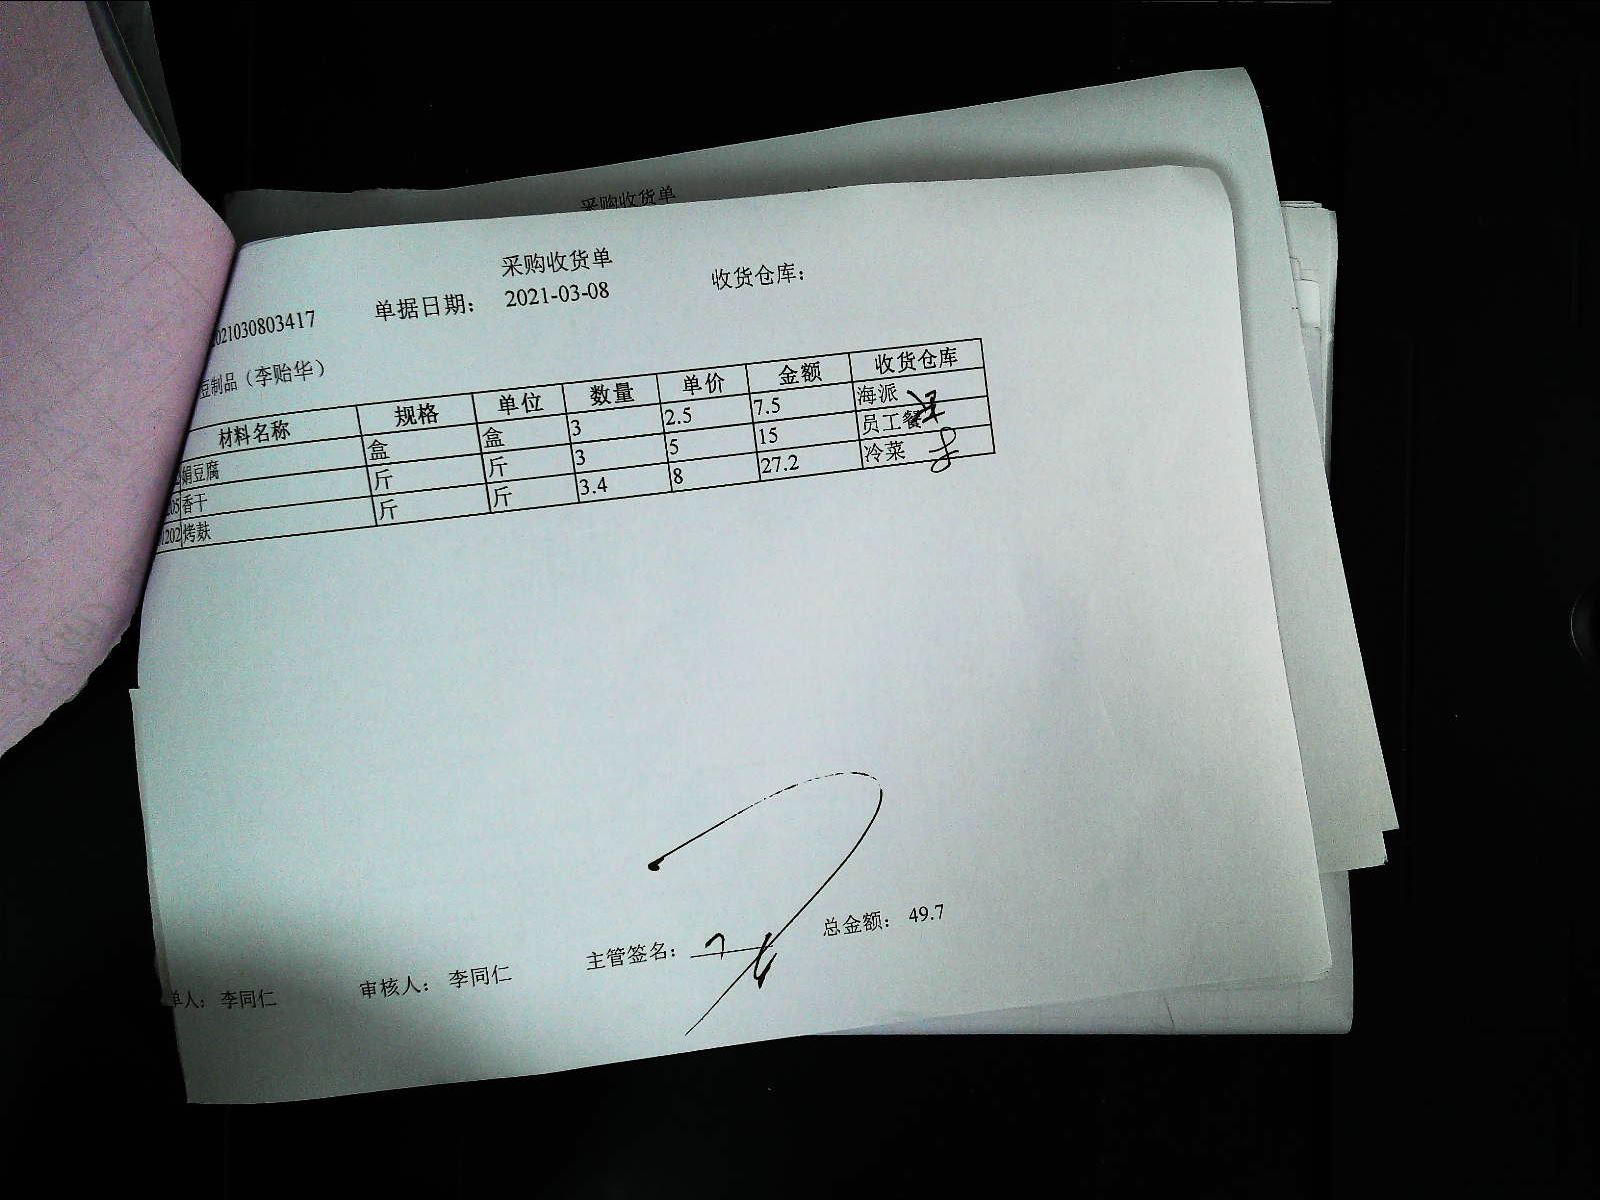 采购收货单
采购收货单
021030803417 单据日期： 2021-03-08 收货仓库：
豆制品（李贻华）
材料名称 规格 单位 数量 单价 金额 收货仓库
娟豆腐 盒 盒 3 2.5 7.5 海派
05 香干 斤 斤 3 5 15 员工餐
1202 烤麸 斤 斤 3.4 8 27.2 冷菜
单人： 李同仁 审核人： 李同仁 主管签名： 总金额： 49.7